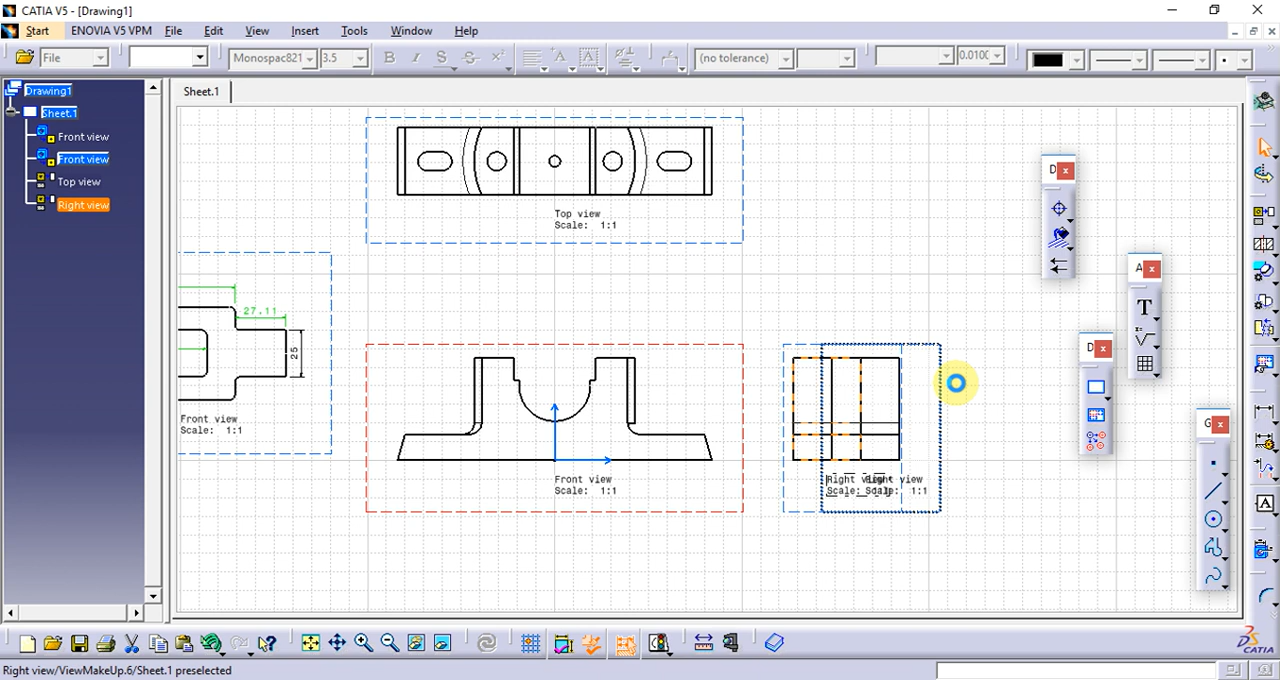 CATIA V5 - [Drawing1]
Start ENOVIA V5 VPM File Edit View Insert Tools Window Help
File Monospac821 3.5 B I S S (no tolerance) 0.010
Drawing1
Sheet.1
Front view
Front view
Top view
Right view
Sheet.1
Top view
Scale: 1:1
27.11
25
Front view
Scale: 1:1
Front view
Scale: 1:1
Right view
Scale: 1:1
D
A
T
D
G
A
CATIA
Right view/ViewMakeUp.6/Sheet.1 preselected